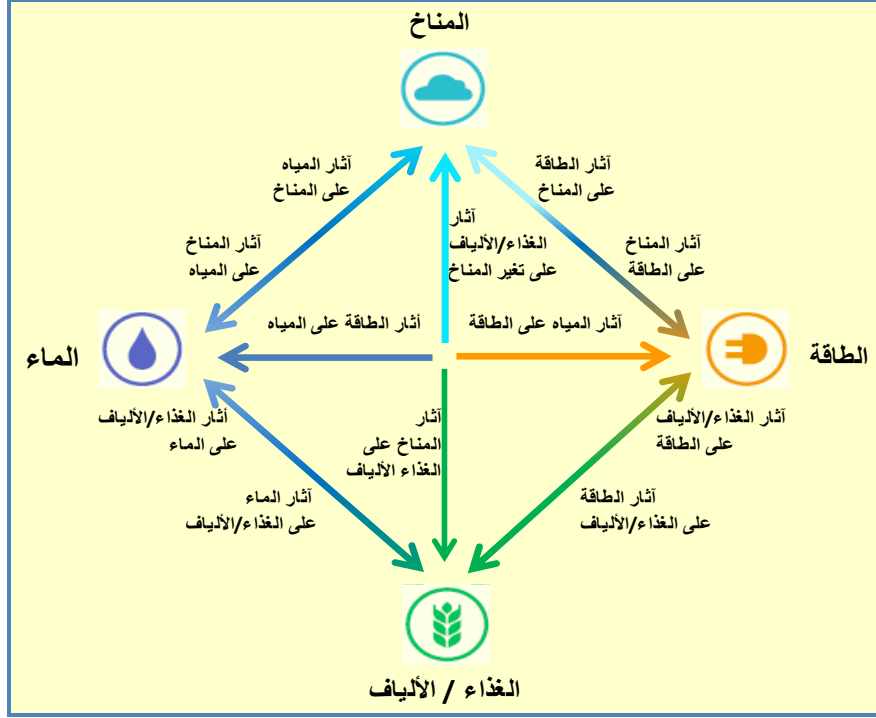 المناخ
آثار الطاقة
على المناخ
آثار المياه
على المناخ
آثار
الغذاء/الألياف
على تغير المناخ
آثار المناخ
على الطاقة
آثار المناخ
على المياه
آثار المياه على الطاقة
أثار الطاقة على المياه
الطاقة
الماء
آثار الغذاء/الألياف
على الطاقة
آثار
المناخ على
الغذاء الألياف
أثار الغذاء/الألياف
على الماء
آثار الطاقة
على الغذاء/الألياف
آثار الماء
على الغذاء/الألياف
الغذاء / الألياف